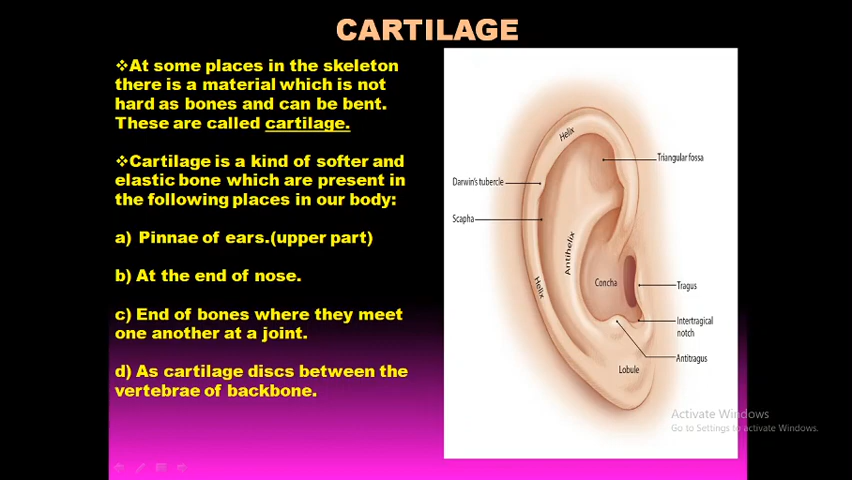 CARTILAGE
❖At some places in the skeleton
there is a material which is not
hard as bones and can be bent.
These are called cartilage.
❖Cartilage is a kind of softer and
elastic bone which are present in
the following places in our body:
a) Pinnae of ears.(upper part)
b) At the end of nose.
c) End of bones where they meet
one another at a joint.
d) As cartilage discs between the
vertebrae of backbone.
Helix
Triangular fossa
Darwin's tubercle
Scapha
Antihelix
Helix
Concha
Tragus
Intertragical
notch
Antitragus
Lobule
Activate Windows
Go to Settings to activate Windows.